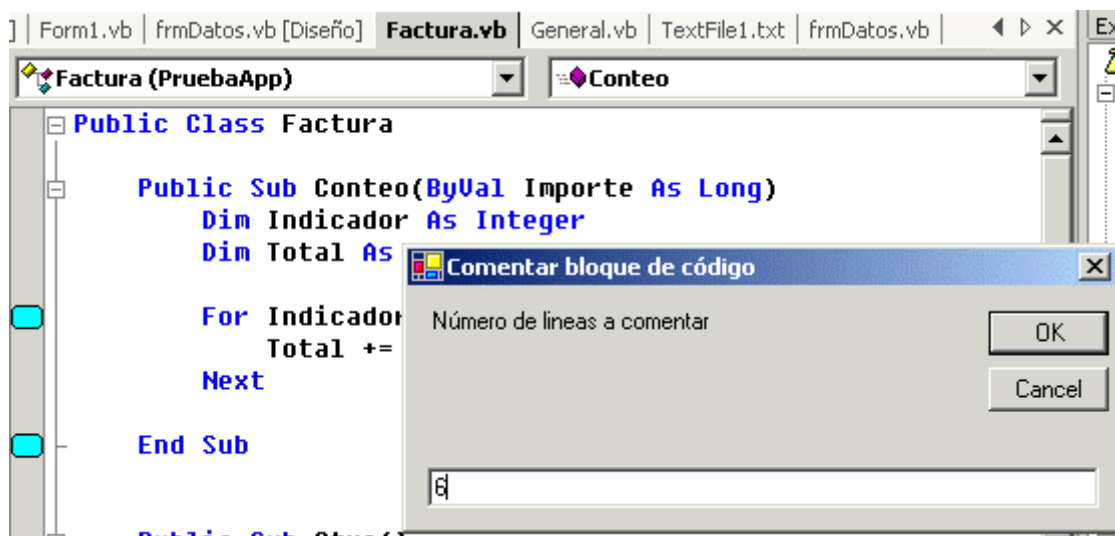 ] Form1.vb frmDatos.vb [Diseño] Factura.vb General.vb TextFile1.txt frmDatos.vb Ex
Factura (PruebaApp) Conteo
Public Class Factura
Public Sub Conteo(ByVal Importe As Long)
Dim Indicador As Integer
Dim Total As
Comentar bloque de código
For Indicador
Número de lineas a comentar
OK
Total +=
Next
Cancel
End Sub
6